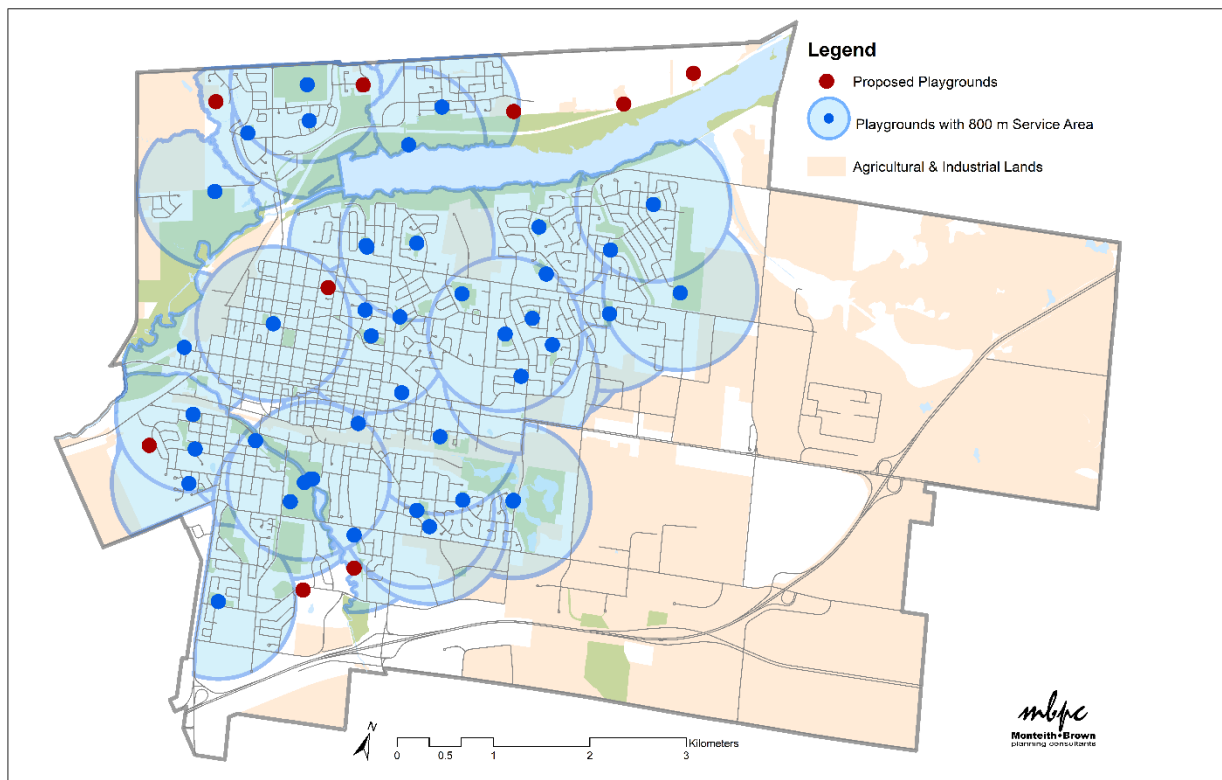 Legend
Proposed Playgrounds
Playgrounds with 800 m Service Area
Agricultural & Industrial Lands
N
Kilometers
0 0.5 1 2 3
mbpc
Monteith•Brown
planning consultants